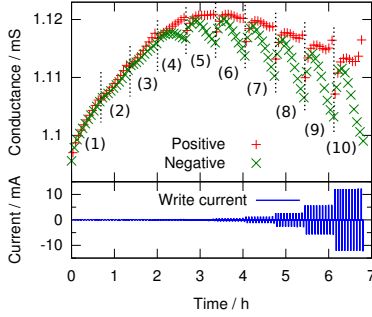 1.12
1.11
1.1
Conductance / mS
(1)
(2)
(3)
(4)
(5)
(6)
(7)
(8)
(9)
(10)
Positive
Negative
10
0
-10
Current / mA
Write current
0 1 2 3 4 5 6 7
Time / h